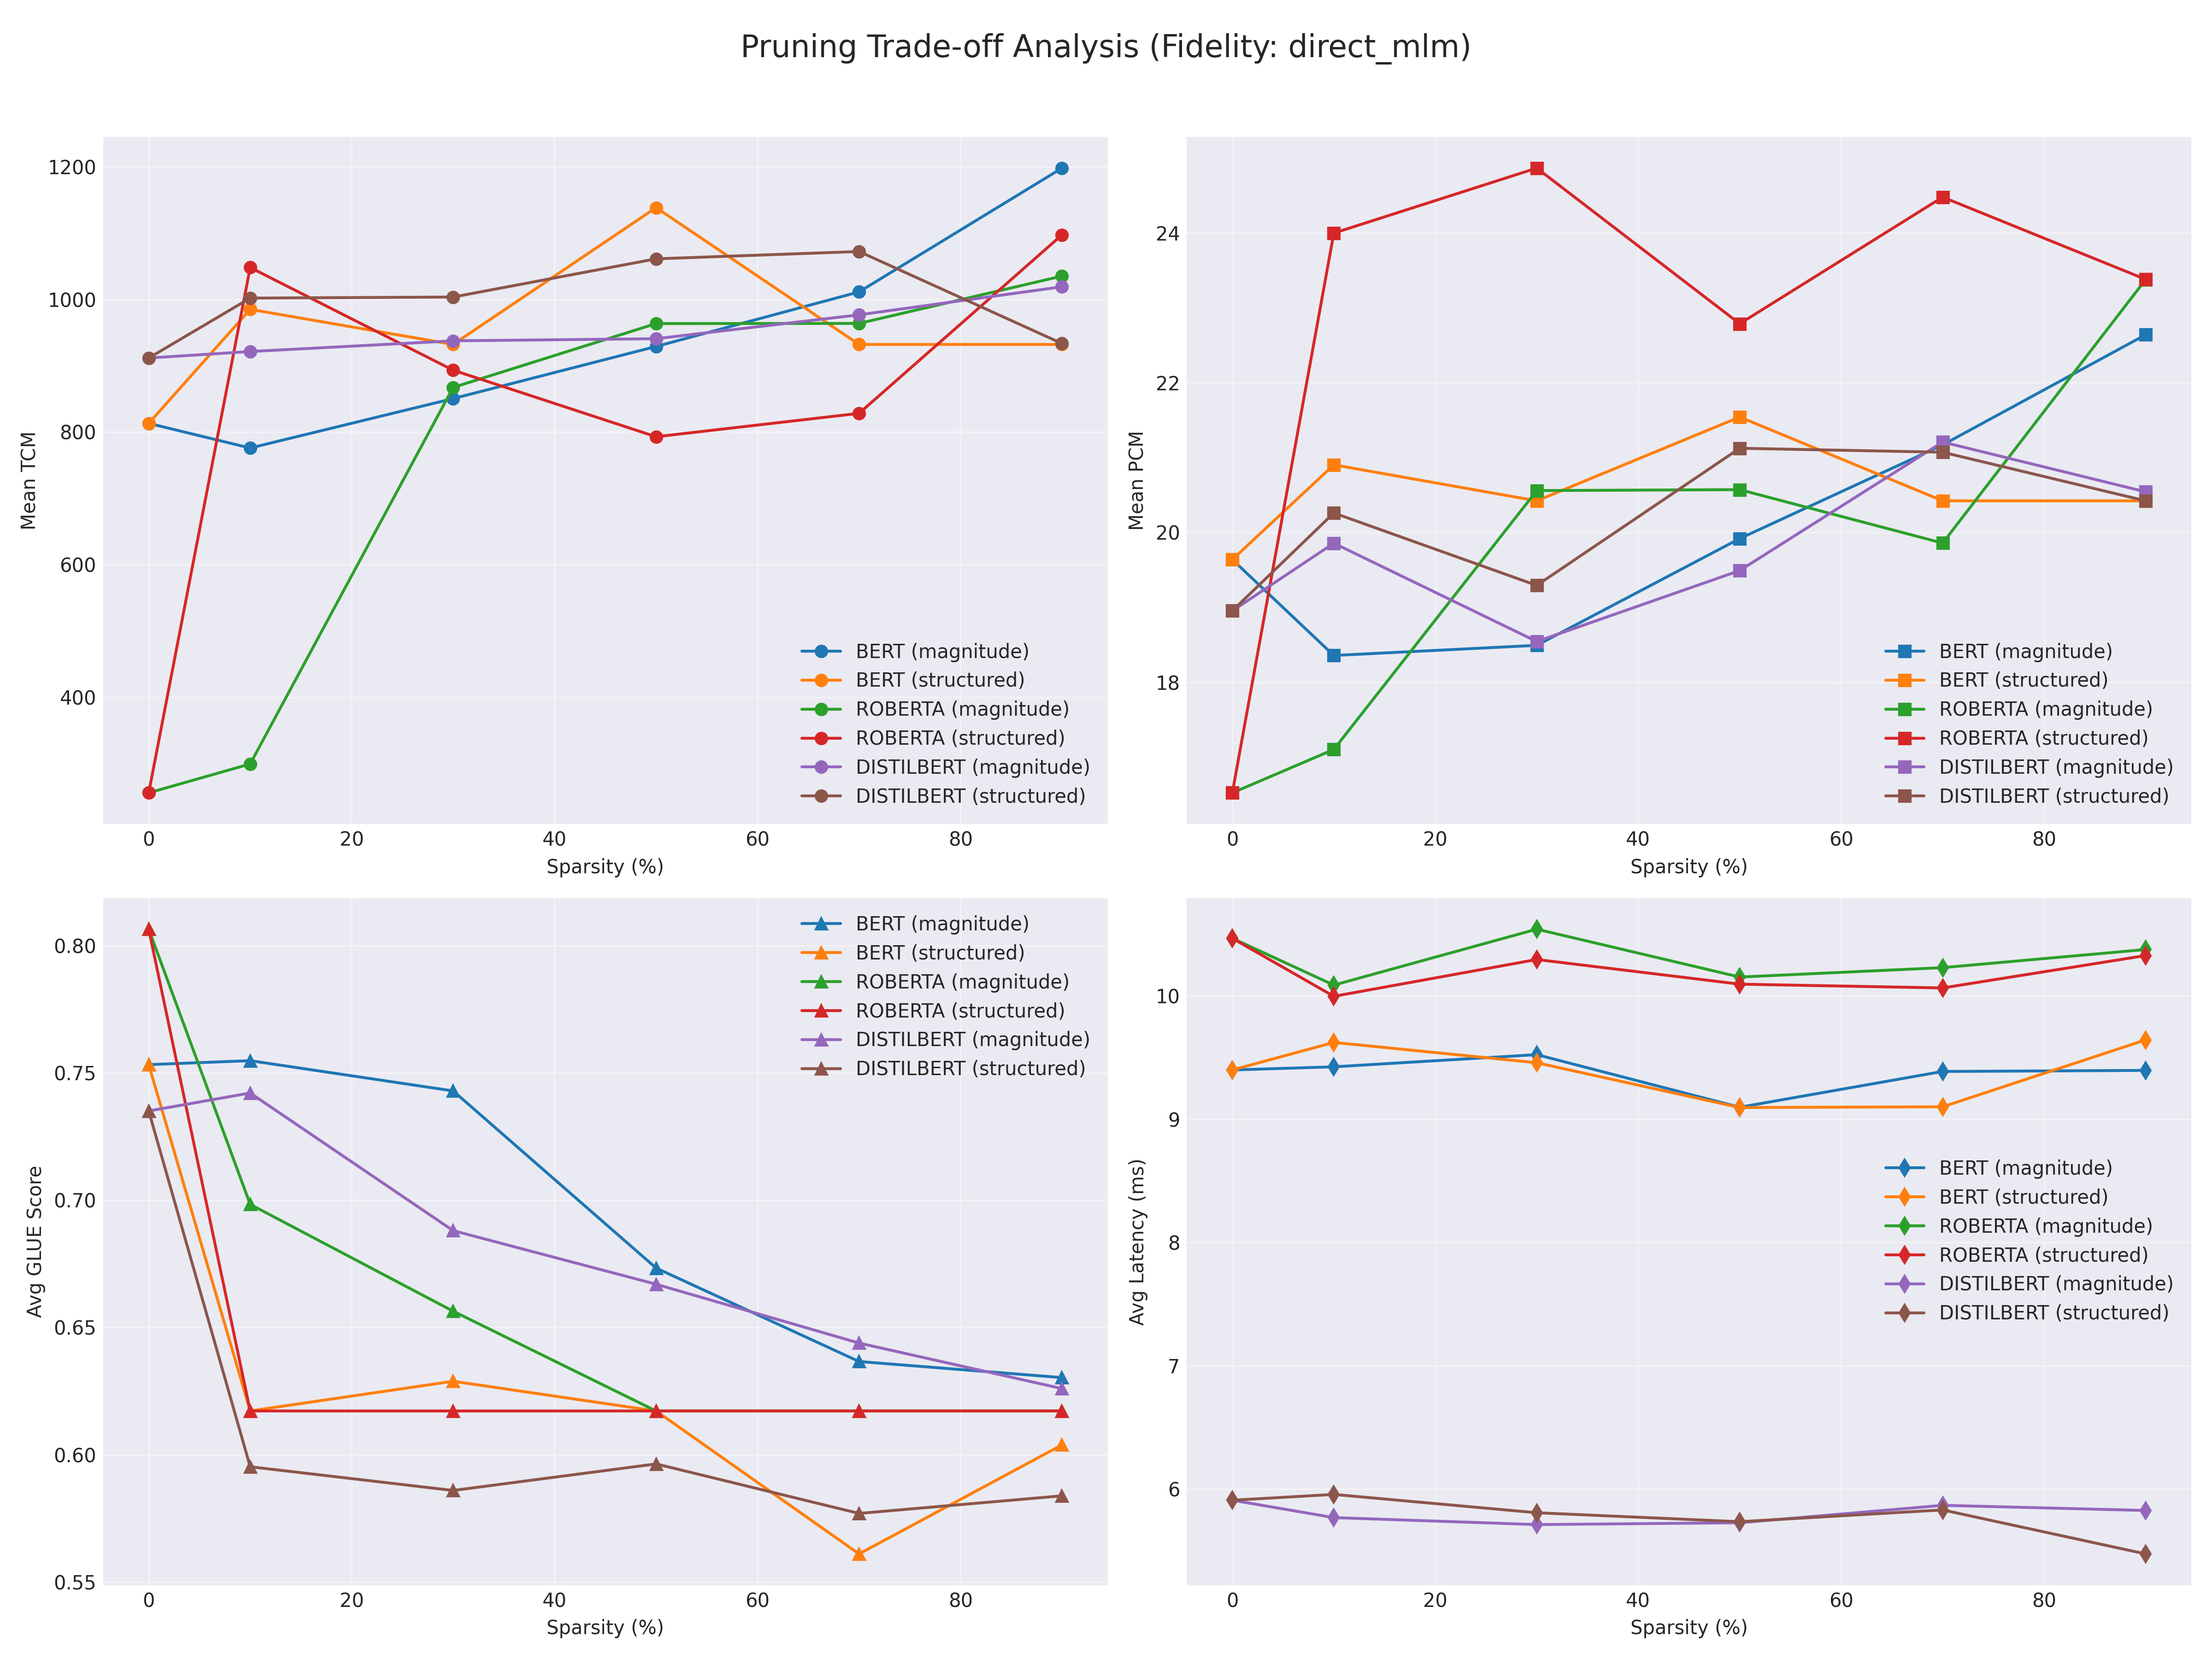 Pruning Trade-off Analysis (Fidelity: direct_mlm)
Mean TCM
1200
1000
800
600
400
0 20 40 60 80
Sparsity (%)
BERT (magnitude)
BERT (structured)
ROBERTA (magnitude)
ROBERTA (structured)
DISTILBERT (magnitude)
DISTILBERT (structured)
Mean PCM
24
22
20
18
0 20 40 60 80
Sparsity (%)
BERT (magnitude)
BERT (structured)
ROBERTA (magnitude)
ROBERTA (structured)
DISTILBERT (magnitude)
DISTILBERT (structured)
Avg GLUE Score
0.80
0.75
0.70
0.65
0.60
0.55
0 20 40 60 80
Sparsity (%)
BERT (magnitude)
BERT (structured)
ROBERTA (magnitude)
ROBERTA (structured)
DISTILBERT (magnitude)
DISTILBERT (structured)
Avg Latency (ms)
10
9
8
7
6
0 20 40 60 80
Sparsity (%)
BERT (magnitude)
BERT (structured)
ROBERTA (magnitude)
ROBERTA (structured)
DISTILBERT (magnitude)
DISTILBERT (structured)